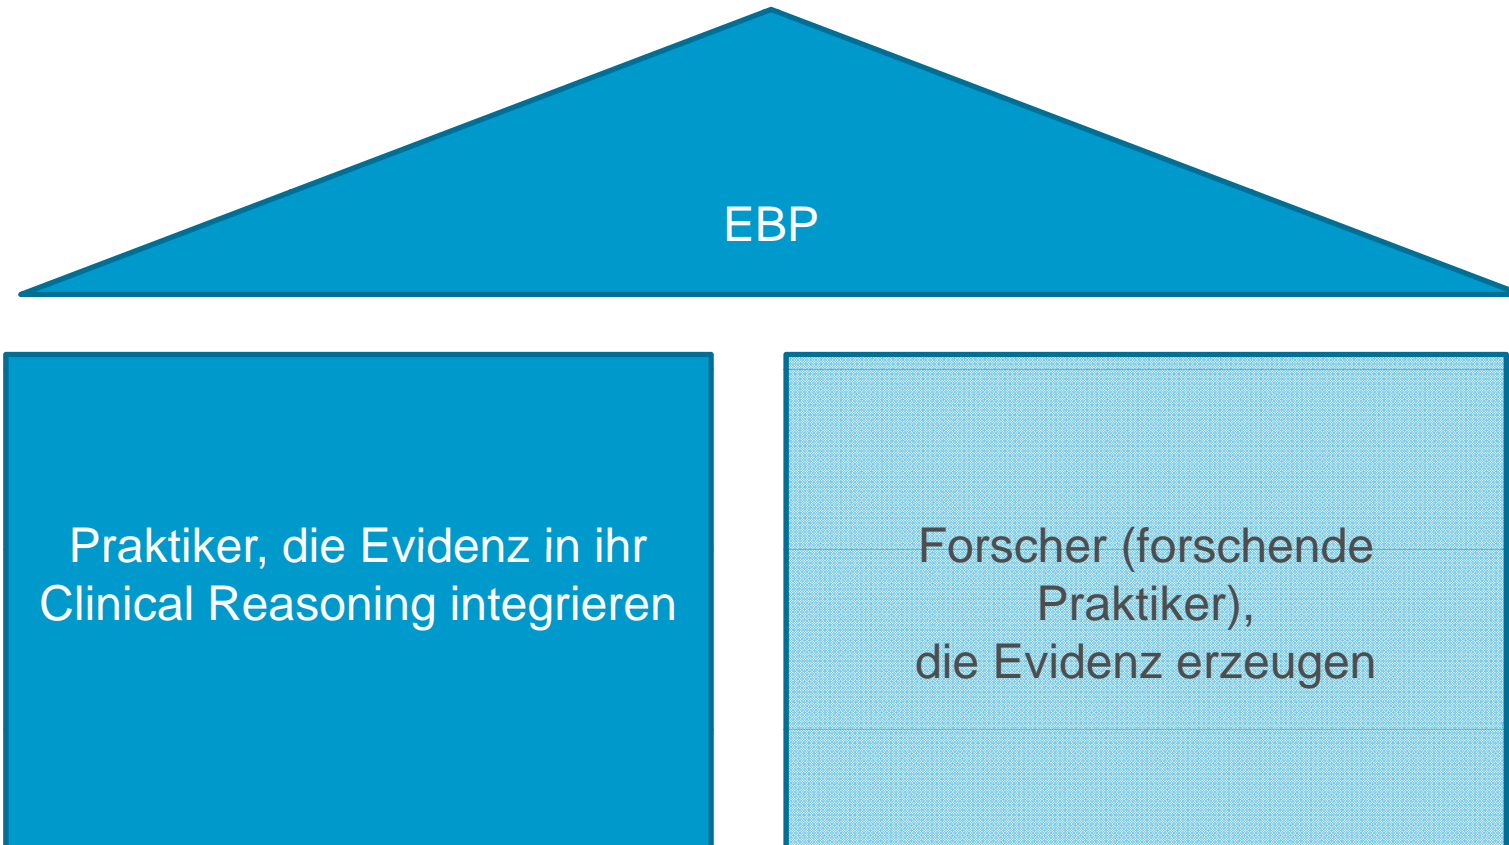 EBP
Praktiker, die Evidenz in ihr
Clinical Reasoning integrieren
Forscher (forschende
Praktiker),
die Evidenz erzeugen